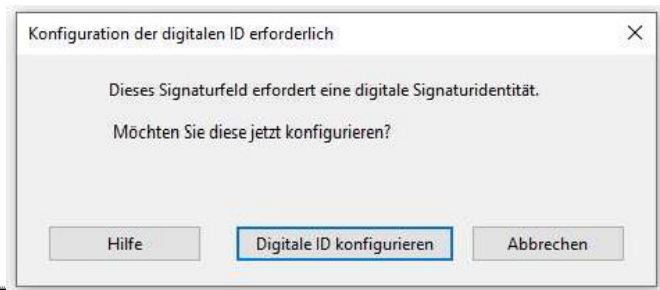 Konfiguration der digitalen ID erforderlich
Dieses Signaturfeld erfordert eine digitale Signaturidentität.
Möchten Sie diese jetzt konfigurieren?
Hilfe
Digitale ID konfigurieren
Abbrechen